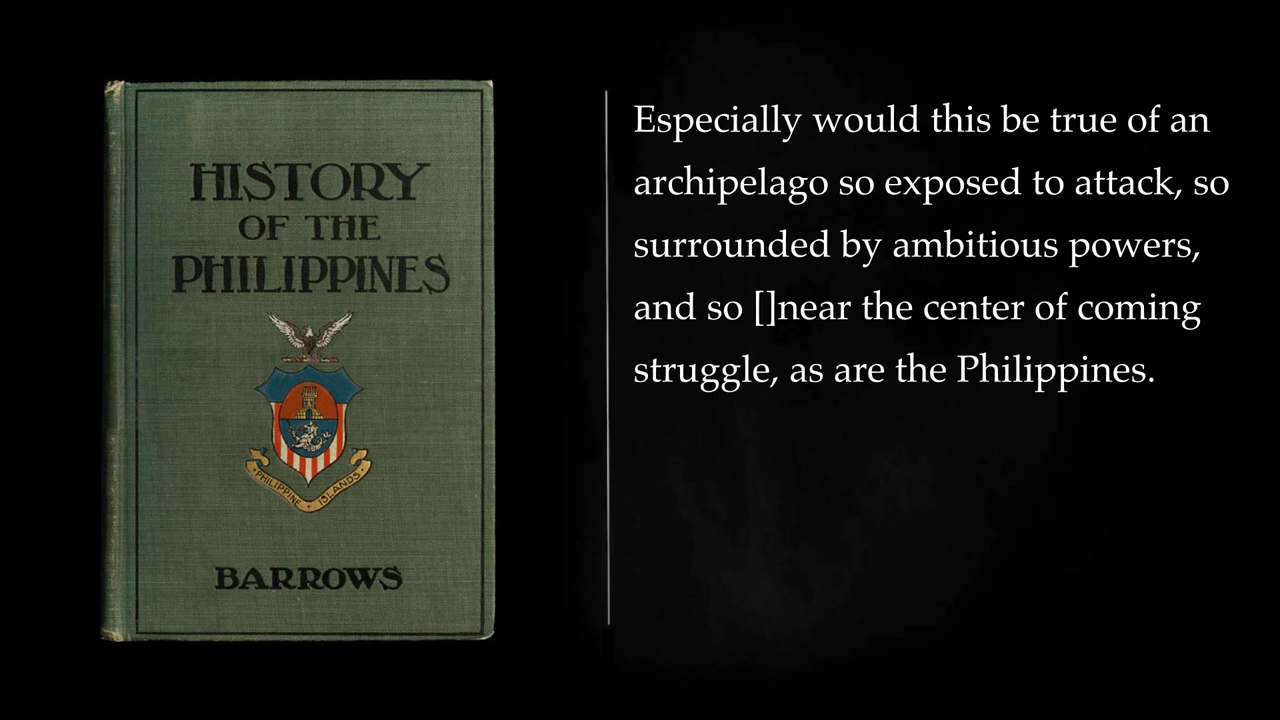 HISTORY
OF THE
PHILIPPINES
PHILIPPINE ISLANDS
BARROWS
Especially would this be true of an
archipelago so exposed to attack, so
surrounded by ambitious powers,
and so []near the center of coming
struggle, as are the Philippines.